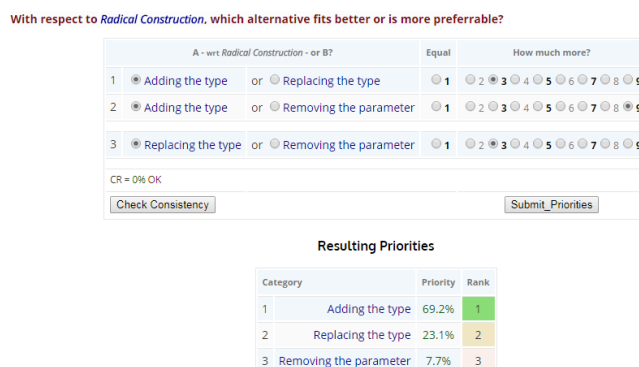 With respect to Radical Construction, which alternative fits better or is more preferrable?
A - wrt Radical Construction - or B? Equal How much more?
1 Adding the type or Replacing the type 1 2 3 4 5 6 7 8 9
2 Adding the type or Removing the parameter 1 2 3 4 5 6 7 8 9
3 Replacing the type or Removing the parameter 1 2 3 4 5 6 7 8 9
CR = 0% OK
Check Consistency Submit_Priorities
Resulting Priorities
Category Priority Rank
1 Adding the type 69.2% 1
2 Replacing the type 23.1% 2
3 Removing the parameter 7.7% 3